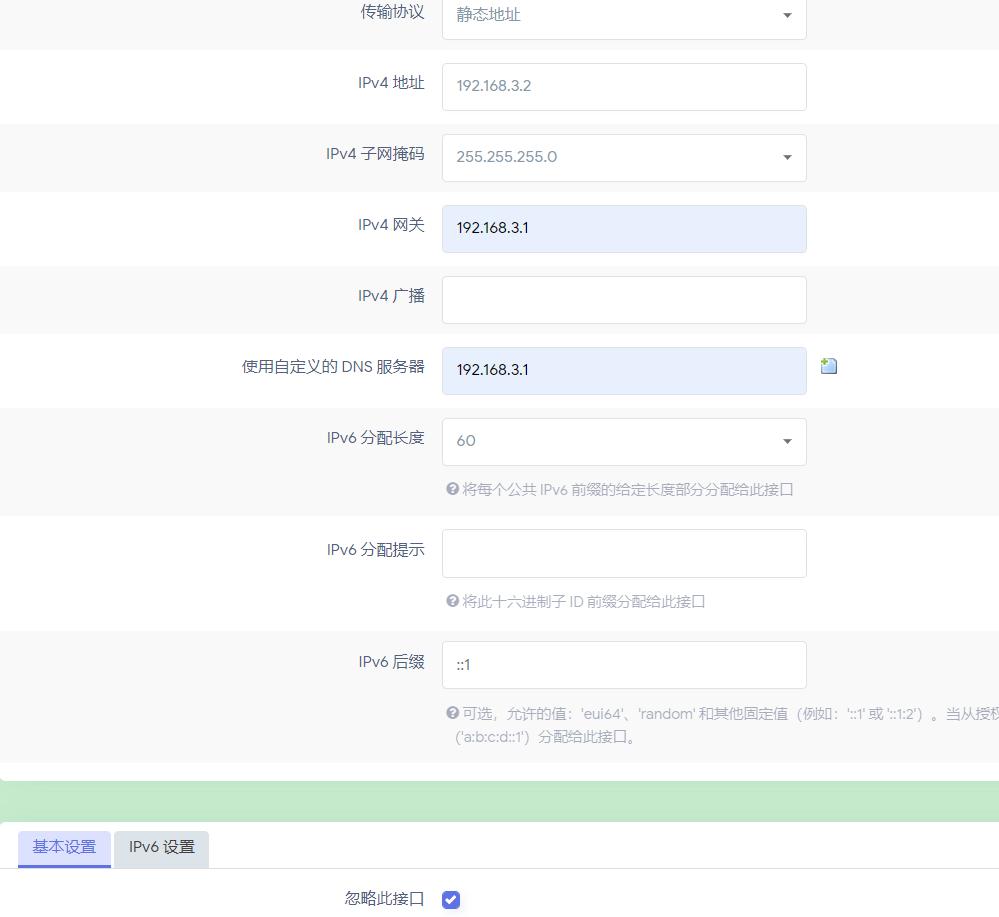 传输协议 静态地址
IPv4 地址 192.168.3.2
IPv4 子网掩码 255.255.255.0
IPv4 网关 192.168.3.1
IPv4 广播
使用自定义的 DNS 服务器 192.168.3.1
IPv6 分配长度 60
将每个公共 IPv6 前缀的给定长度部分分配给此接口
IPv6 分配提示
将此十六进制子 ID 前缀分配给此接口
IPv6 后缀 ::1
可选，允许的值：'eui64'、'random' 和其他固定值（例如：'::1' 或 '::1:2'）。当从授权
（'a:b:c:d::1'）分配给此接口。
基本设置 IPv6 设置
忽略此接口